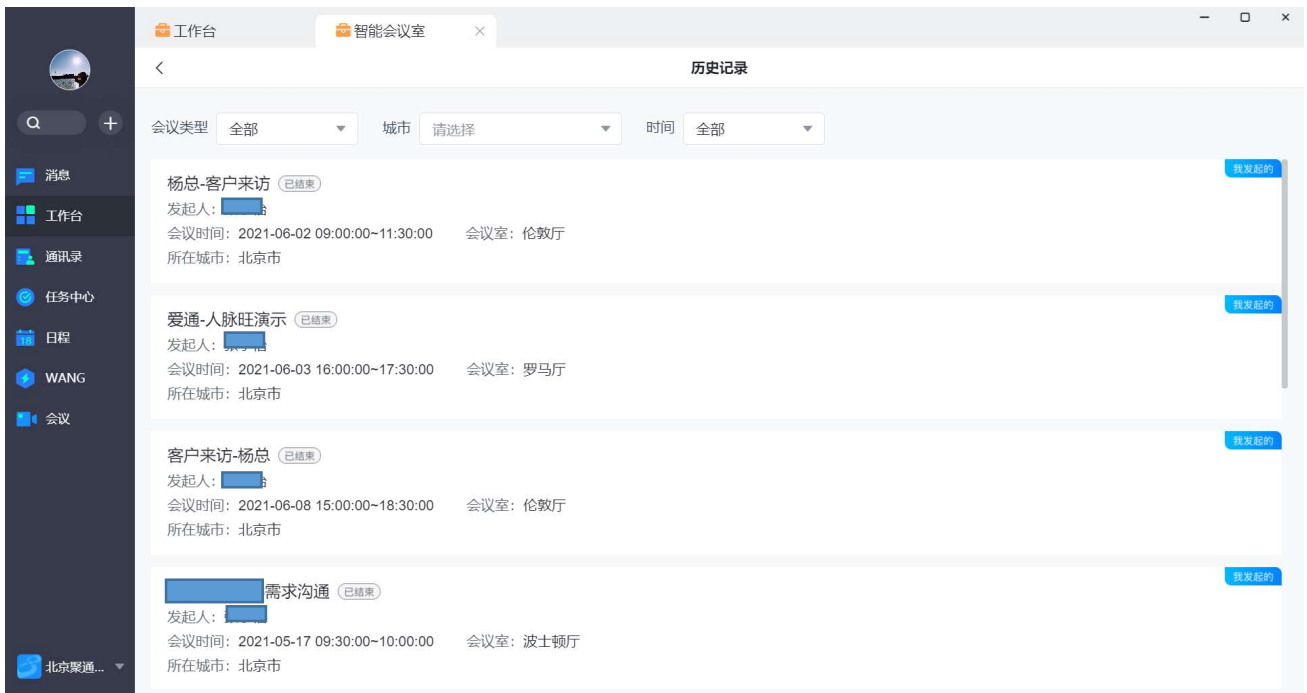 工作台
智能会议室
历史记录
会议类型 全部 城市 请选择 时间 全部
消息
工作台
通讯录
任务中心
18 日程
WANG
会议
北京聚通...
我发起的
杨总-客户来访 已结束
发起人：
会议时间：2021-06-02 09:00:00~11:30:00 会议室：伦敦厅
所在城市：北京市
我发起的
爱通-人脉旺演示 已结束
发起人：
会议时间：2021-06-03 16:00:00~17:30:00 会议室：罗马厅
所在城市：北京市
我发起的
客户来访-杨总 已结束
发起人：
会议时间：2021-06-08 15:00:00~18:30:00 会议室：伦敦厅
所在城市：北京市
我发起的
需求沟通 已结束
发起人：
会议时间：2021-05-17 09:30:00~10:00:00 会议室：波士顿厅
所在城市：北京市